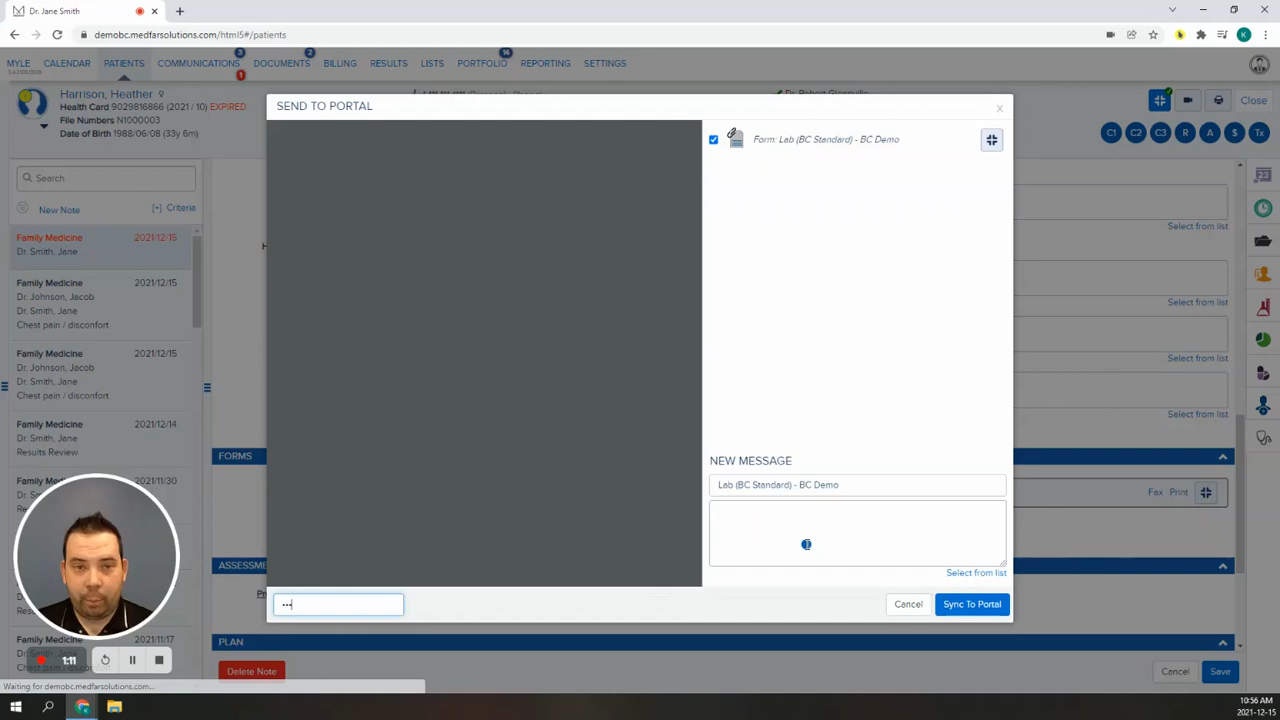 Dr. Jane Smith
demobc.medfarsolutions.com/html5#/patients
K
MYLE
CALENDAR
PATIENTS
COMMUNICATIONS
3
1
DOCUMENTS
2
BILLING
RESULTS
LISTS
PORTFOLIO
14
REPORTING
SETTINGS
Harrison, Heather
Health Card 9029816866 (2021 / 10) EXPIRED
File Numbers N1000003
Date of Birth 1988/06/08 (33y 6m)
Close
C1 C2 C3 R A $ Tx
Search
New Note
[+] Criteria
Family Medicine 2021/12/15
Dr. Smith, Jane
Family Medicine 2021/12/15
Dr. Johnson, Jacob
Dr. Smith, Jane
Chest pain / disconfort
Family Medicine 2021/12/15
Dr. Johnson, Jacob
Dr. Smith, Jane
Chest pain / disconfort
Family Medicine 2021/12/14
Dr. Smith, Jane
Results Review
Family Medicine 2021/11/30
2021/11/17
SEND TO PORTAL
x
Form: Lab (BC Standard) - BC Demo
NEW MESSAGE
Lab (BC Standard) - BC Demo
Select from list
Cancel
Sync To Portal
Select from list
Select from list
Select from list
Select from list
FORMS
Fax Print
PLAN
Delete Note
Cancel
Save
1:11
Waiting for demobc.medfarsolutions.com...
10:56 AM
2021-12-15